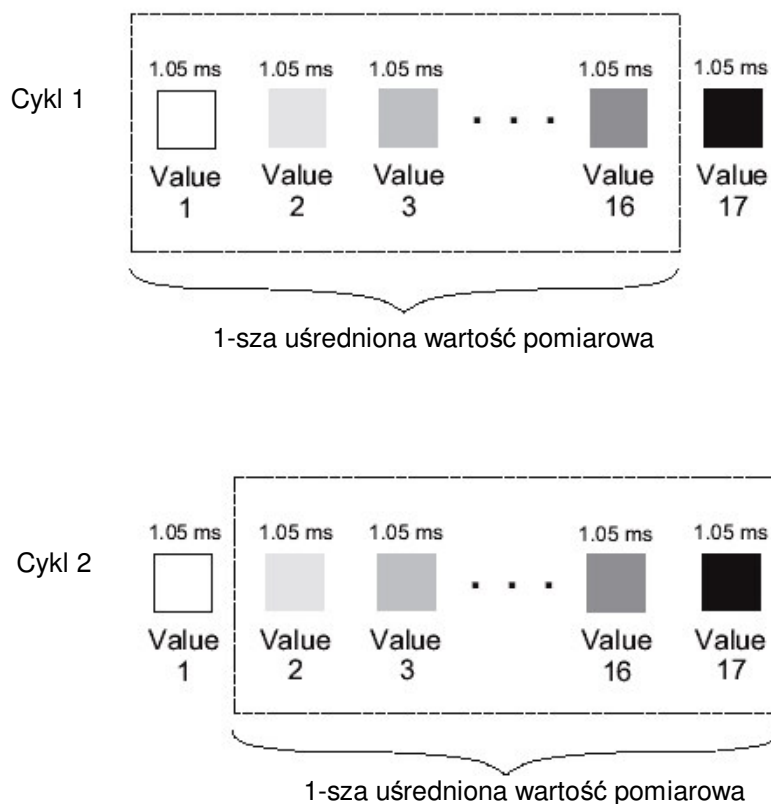 1.05 ms 1.05 ms 1.05 ms 1.05 ms 1.05 ms
Cykl 1
. . .
Value Value Value Value Value
1 2 3 16 17
1-sza uśredniona wartość pomiarowa
1.05 ms 1.05 ms 1.05 ms 1.05 ms 1.05 ms
Cykl 2
. . .
Value Value Value Value Value
1 2 3 16 17
1-sza uśredniona wartość pomiarowa